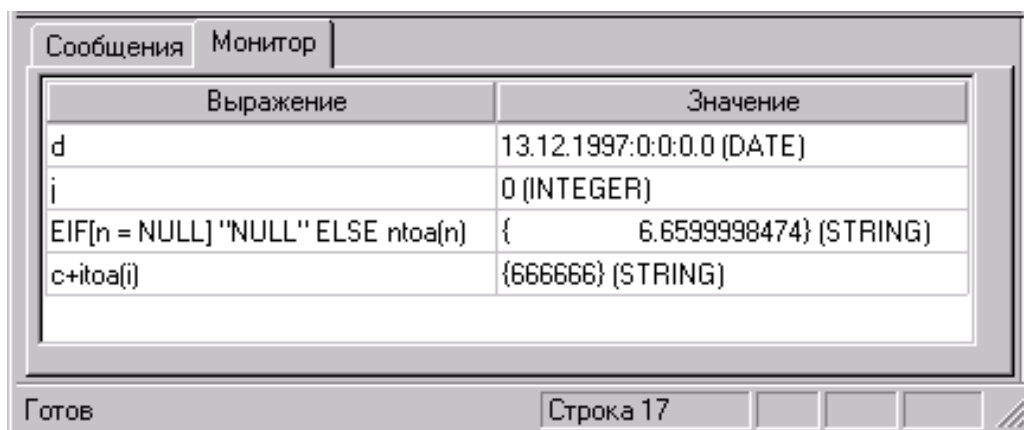 Сообщения Монитор
Выражение Значение
d 13.12.1997:0:0:0.0 (DATE)
j 0 (INTEGER)
EIF[n = NULL] "NULL" ELSE ntoa(n) { 6.6599998474} (STRING)
c+itoa(i) {666666} (STRING)
Готов Строка 17